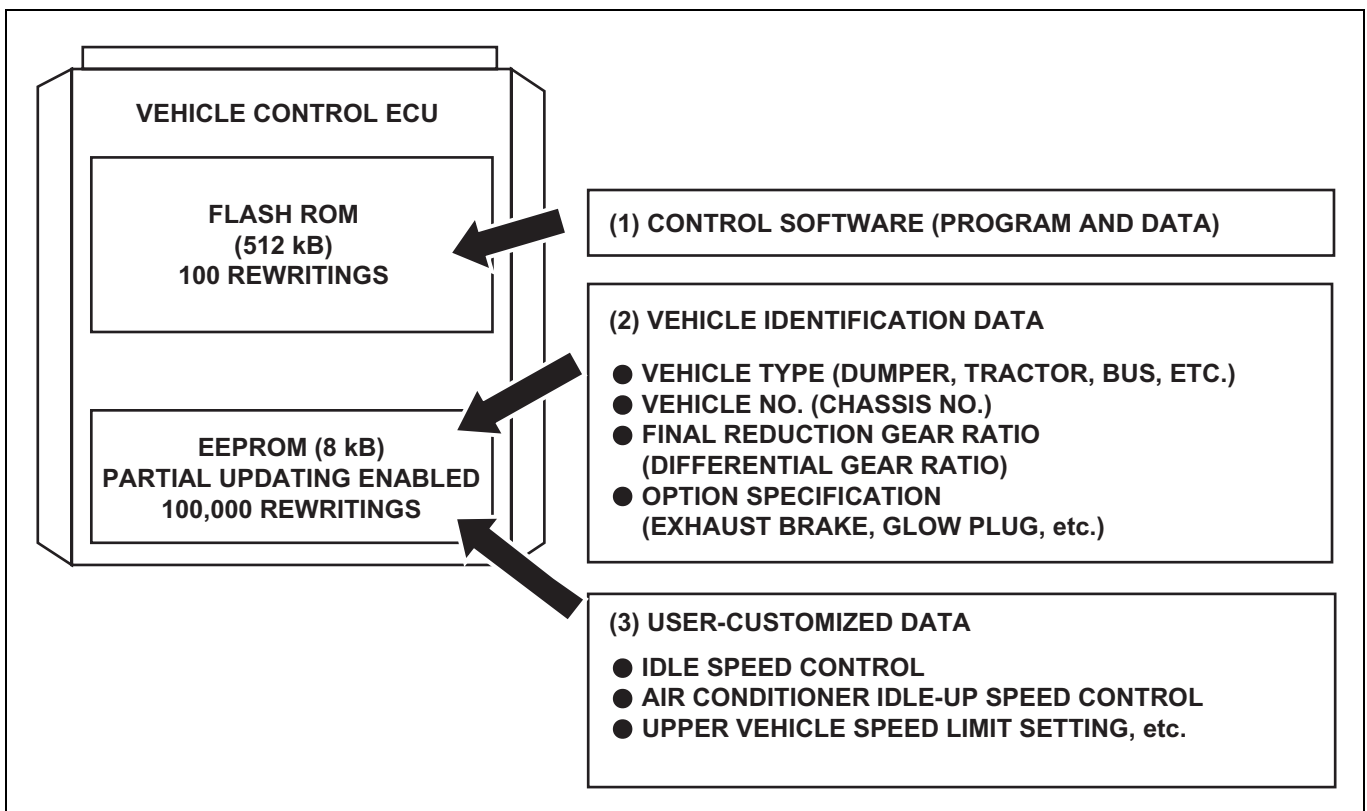 VEHICLE CONTROL ECU
FLASH ROM
(512 kB)
100 REWRITINGS
EEPROM (8 kB)
PARTIAL UPDATING ENABLED
100,000 REWRITINGS
(1) CONTROL SOFTWARE (PROGRAM AND DATA)
(2) VEHICLE IDENTIFICATION DATA
● VEHICLE TYPE (DUMPER, TRACTOR, BUS, ETC.)
● VEHICLE NO. (CHASSIS NO.)
● FINAL REDUCTION GEAR RATIO
(DIFFERENTIAL GEAR RATIO)
● OPTION SPECIFICATION
(EXHAUST BRAKE, GLOW PLUG, etc.)
(3) USER-CUSTOMIZED DATA
● IDLE SPEED CONTROL
● AIR CONDITIONER IDLE-UP SPEED CONTROL
● UPPER VEHICLE SPEED LIMIT SETTING, etc.